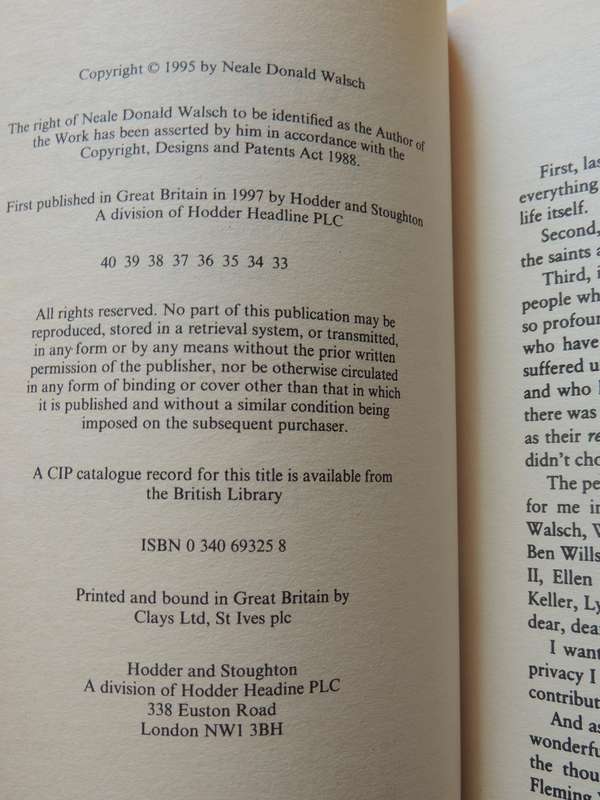 Copyright © 1995 by Neale Donald Walsch
The right of Neale Donald Walsch to be identified as the Author of
the Work has been asserted by him in accordance with the
Copyright, Designs and Patents Act 1988.
First published in Great Britain in 1997 by Hodder and Stoughton
A division of Hodder Headline PLC
40 39 38 37 36 35 34 33
All rights reserved. No part of this publication may be
reproduced, stored in a retrieval system, or transmitted,
in any form or by any means without the prior written
permission of the publisher, nor be otherwise circulated
in any form of binding or cover other than that in which
it is published and without a similar condition being
imposed on the subsequent purchaser.
A CIP catalogue record for this title is available from
the British Library
ISBN 0 340 69325 8
Printed and bound in Great Britain by
Clays Ltd, St Ives plc
Hodder and Stoughton
A division of Hodder Headine PLC
338 Euston Road
London NW1 3BH
First, las
everything
life itself.
Second,
the saints
Third,
people wh
so profou
who have
suffered u
and who
there was
as their re
didn't cho
The pe
for me in
Walsch,
Ben Wills
II, Ellen
Keller, Ly
dear, dea
I want
privacy I
contribut
And as
wonderfu
the thou
Fleming